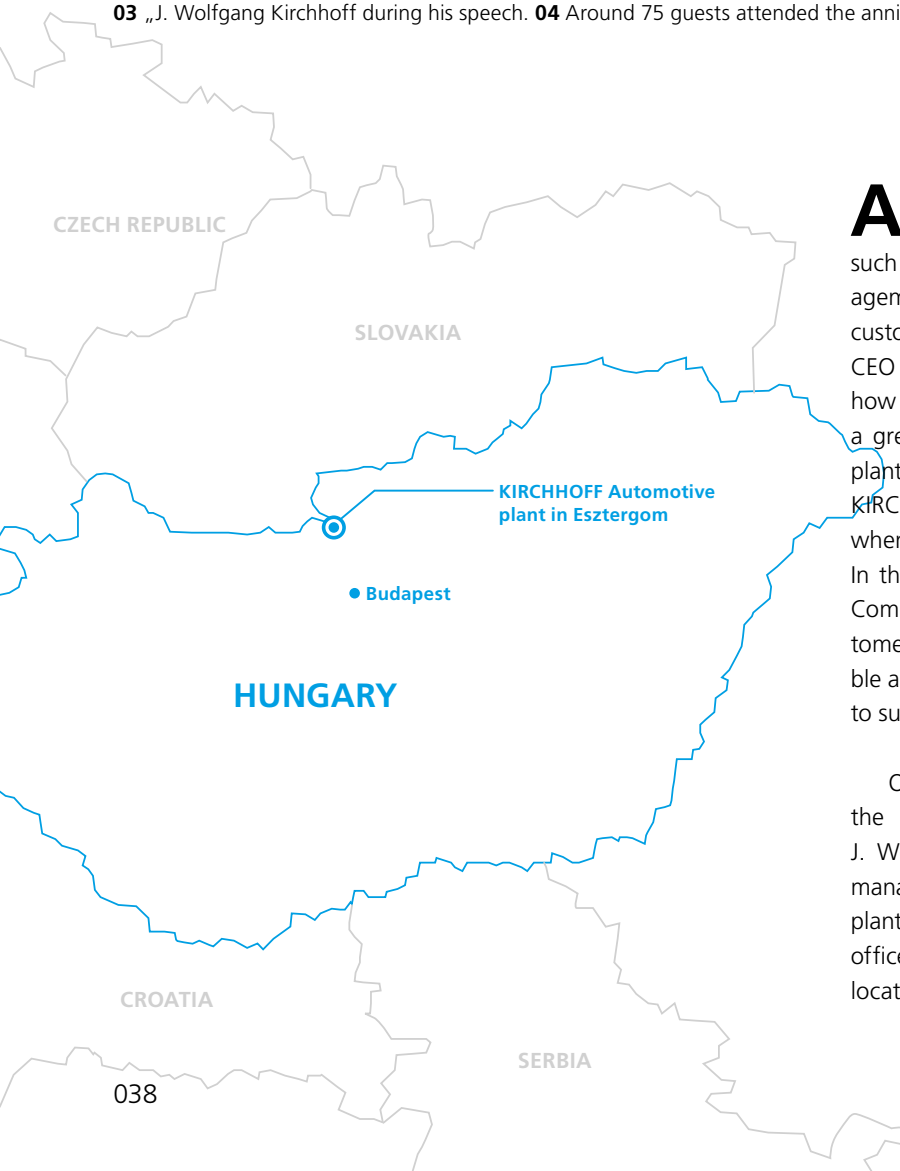 03 „J. Wolfgang Kirchhoff during his speech. 04 Around 75 guests attended the anni
CZECH REPUBLIC
SLOVAKIA
KIRCHHOFF Automotive
plant in Esztergom
Budapest
HUNGARY
CROATIA
SERBIA
038
A
such
agem
custo
CEO
how
a gre
plant
KIRC
wher
In th
Com
tome
ble a
to su
C
the
J. W
mana
plant
office
locat